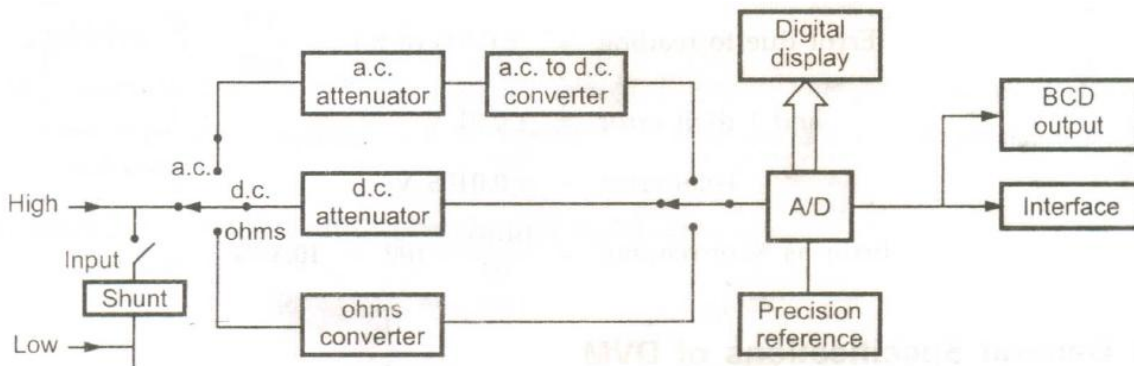 Digital
display
a.c.
attenuator
a.c. to d.c.
converter
BCD
output
a.c.
High
d.c.
d.c.
attenuator
A/D
Interface
ohms
Input
Shunt
ohms
converter
Precision
reference
Low